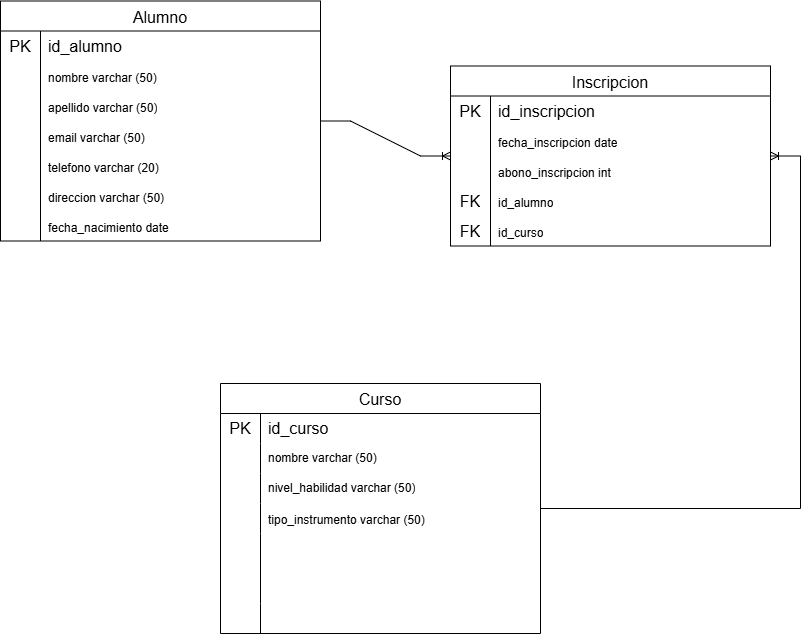 Alumno
PK id_alumno
nombre varchar (50)
apellido varchar (50)
email varchar (50)
telefono varchar (20)
direccion varchar (50)
fecha_nacimiento date
Inscripcion
PK id_inscripcion
fecha_inscripcion date
abono_inscripcion int
FK id_alumno
FK id_curso
Curso
PK id_curso
nombre varchar (50)
nivel_habilidad varchar (50)
tipo_instrumento varchar (50)